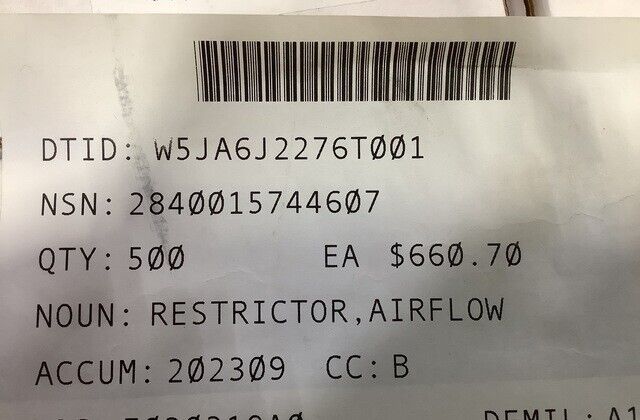 DTID: W5JA6J2276T001
NSN: 2840015744607
QTY: 500 EA $660.70
NOUN: RESTRICTOR,AIRFLOW
ACCUM: 202309 CC: B